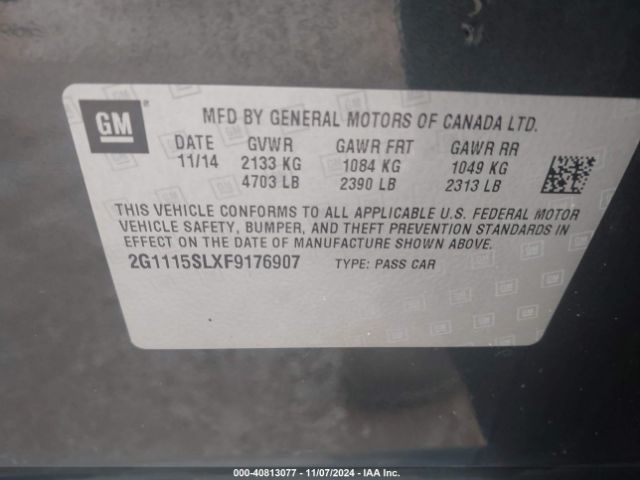 GM
MFD BY GENERAL MOTORS OF CANADA LTD.
DATE GVWR GAWR FRT GAWR RR
11/14 2133 KG 1084 KG 1049 KG
4703 LB 2390 LB 2313 LB
THIS VEHICLE CONFORMS TO ALL APPLICABLE U.S. FEDERAL MOTOR
VEHICLE SAFETY, BUMPER, AND THEFT PREVENTION STANDARDS IN
EFFECT ON THE DATE OF MANUFACTURE SHOWN ABOVE.
2G1115SLXF9176907 TYPE: PASS CAR
000-40813077 - 11/07/2024 - IAA Inc.